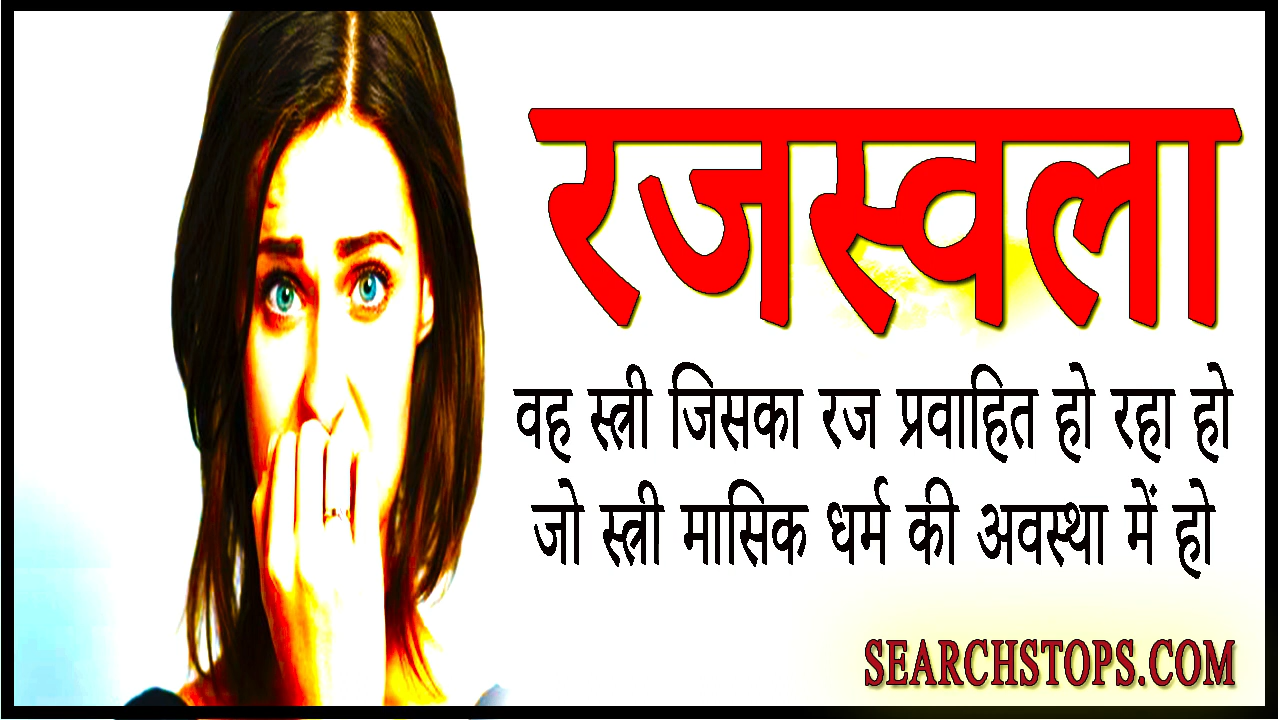 रजस्वला
वह स्त्री जिसका रज प्रवाहित हो रहा हो
जो स्त्री मासिक धर्म की अवस्था में हो
SEARCHSTOPS.COM